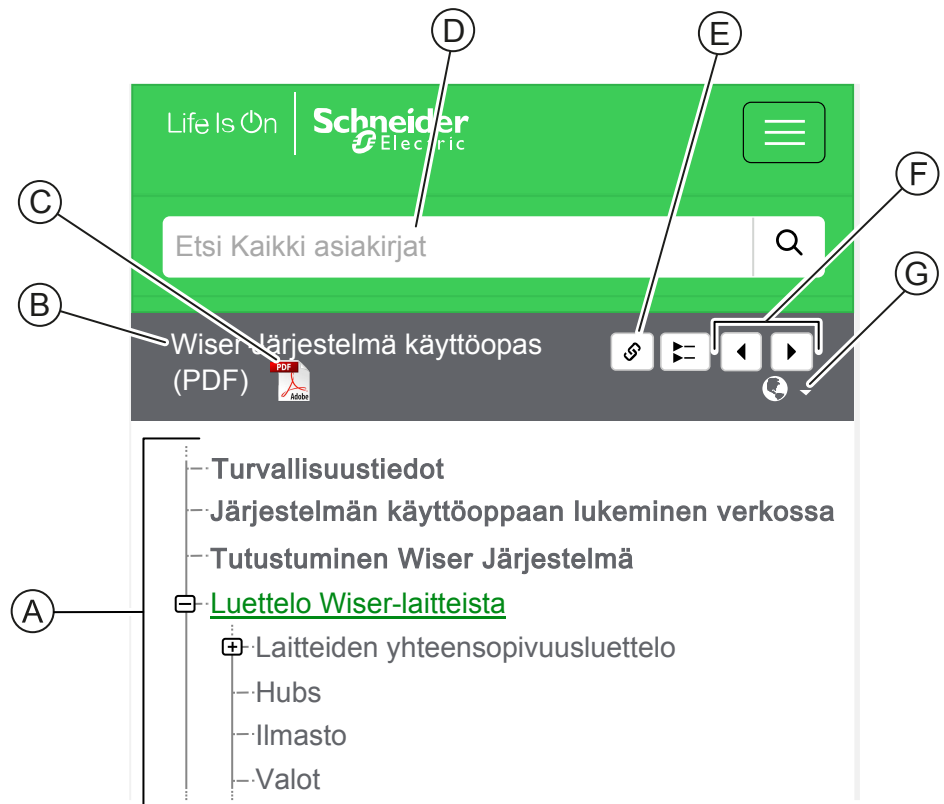 D
E
Life Is On
Schneider
Electric
F
C
Etsi Kaikki asiakirjat
G
B
Wiser Järjestelmä käyttöopas
(PDF)
PDF
Adobe
Turvallisuustiedot
Järjestelmän käyttöoppaan lukeminen verkossa
Tutustuminen Wiser Järjestelmä
A
Luettelo Wiser-laitteista
Laitteiden yhteensopivuusluettelo
Hubs
Ilmasto
Valot